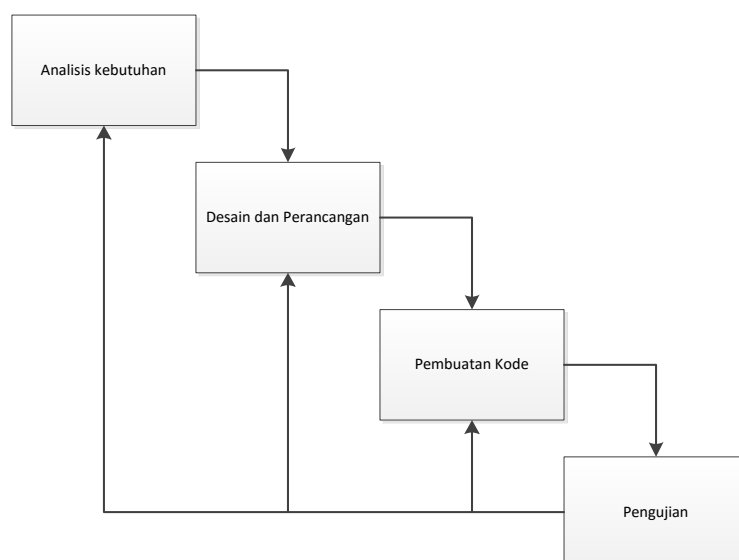 Analisis kebutuhan
Desain dan Perancangan
Pembuatan Kode
Pengujian